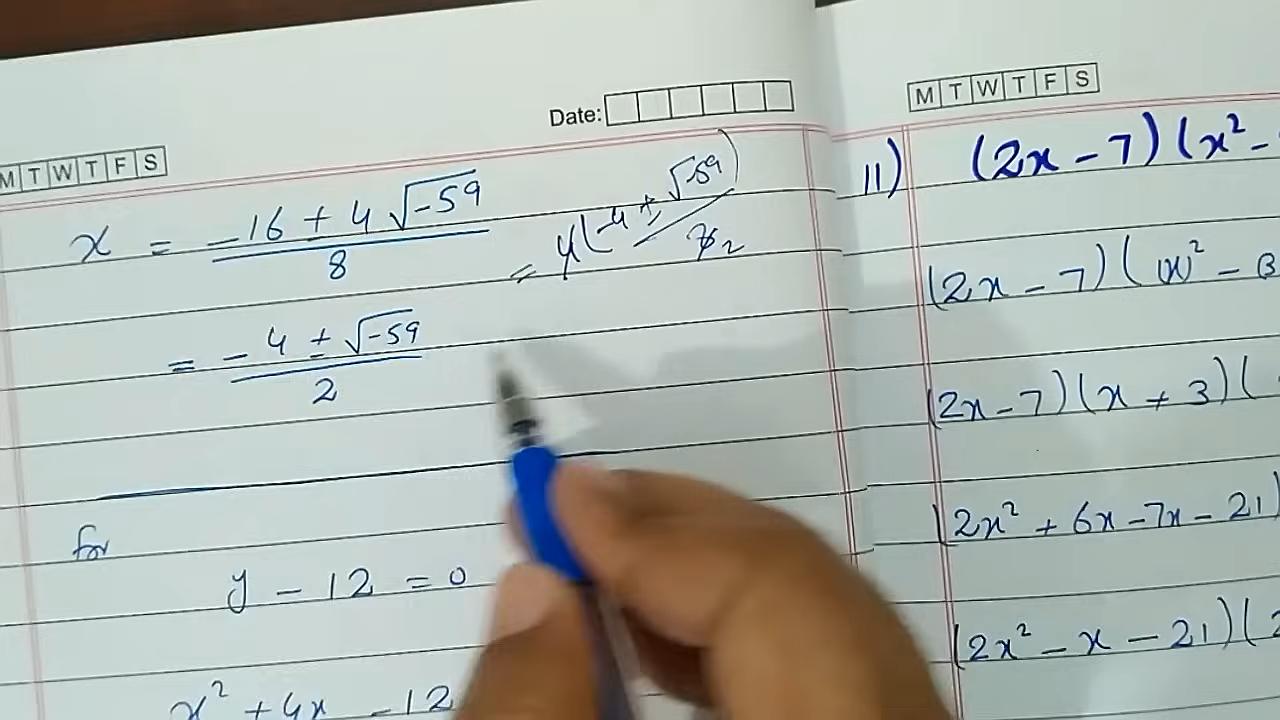 Date:
M T W T F S
x = -16 + 4 √-59 / 8 = 4(-4 ± √-59) / 8 2
= -4 ± √-59 / 2
for
y - 12 = 0
x² + 4x - 12
M T W T F S
11) (2x - 7) (x² -
(2x - 7) ( (x)² -
(2x - 7) (x + 3) (
(2x² + 6x - 7x - 21)
(2x² - x - 21) (